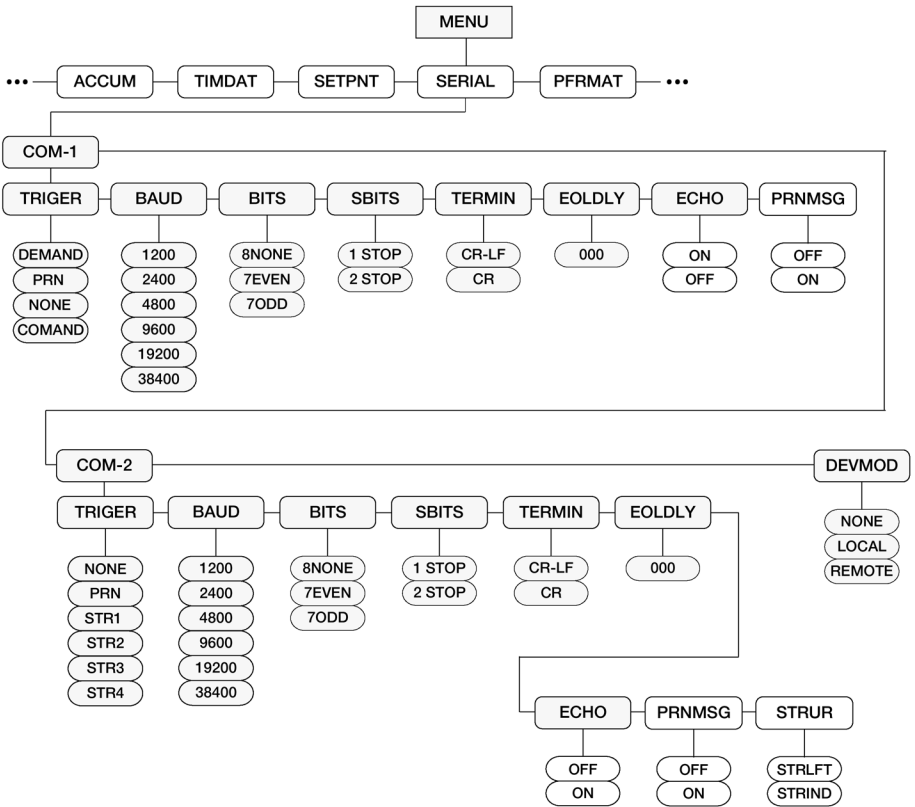 MENU
••• ACCUM TIMDAT SETPNT SERIAL PFRMAT •••
COM-1
TRIGER BAUD BITS SBITS TERMIN EOLDLY ECHO PRNMSG
DEMAND 1200 8NONE 1 STOP CR-LF 000 ON OFF
PRN 2400 7EVEN 2 STOP CR OFF ON
NONE 4800 7ODD
COMAND 9600
19200
38400
COM-2 DEVMOD
TRIGER BAUD BITS SBITS TERMIN EOLDLY
NONE
LOCAL
REMOTE
NONE 1200 8NONE 1 STOP CR-LF 000
PRN 2400 7EVEN 2 STOP CR
STR1 4800 7ODD
STR2 9600
STR3 19200
STR4 38400
ECHO PRNMSG STRUR
OFF OFF STRLFT
ON ON STRIND